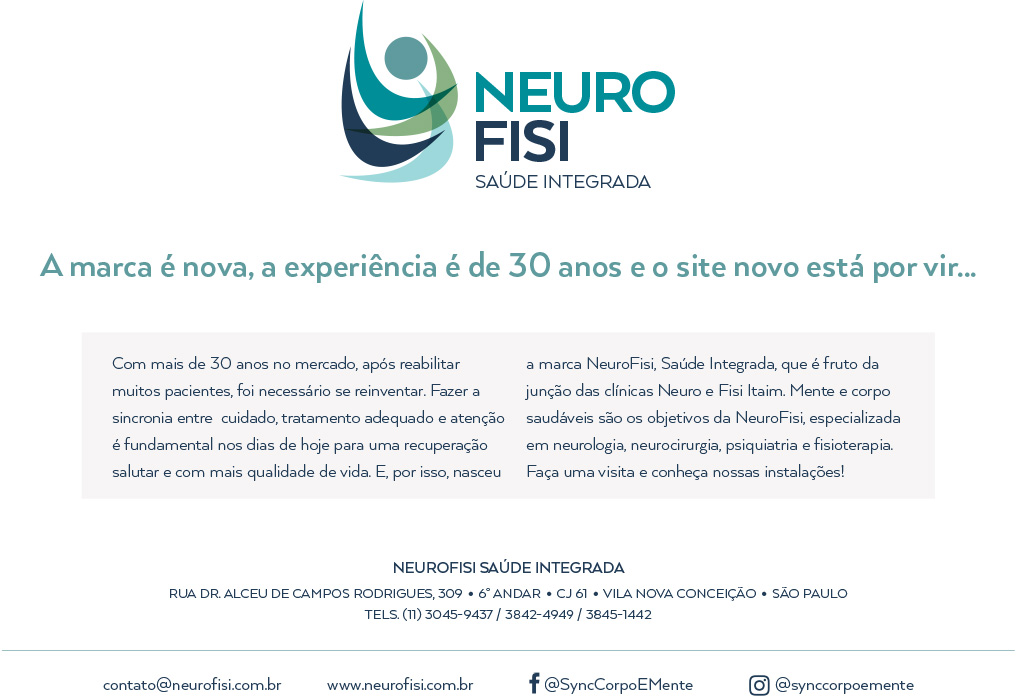 NEURO
FISI
SAÚDE INTEGRADA
A marca é nova, a experiência é de 30 anos e o site novo está por vir...
Com mais de 30 anos no mercado, após reabilitar
muitos pacientes, foi necessário se reinventar. Fazer a
sincronia entre  cuidado, tratamento adequado e atenção
é fundamental nos dias de hoje para uma recuperação
salutar e com mais qualidade de vida. E, por isso, nasceu
a marca NeuroFisi, Saúde Integrada, que é fruto da
junção das clínicas Neuro e Fisi Itaim. Mente e corpo
saudáveis são os objetivos da NeuroFisi, especializada
em neurologia, neurocirurgia, psiquiatria e fisioterapia.
Faça uma visita e conheça nossas instalações!
NEUROFISI SAÚDE INTEGRADA
RUA DR. ALCEU DE CAMPOS RODRIGUES, 309 • 6° ANDAR • CJ 61 • VILA NOVA CONCEIÇÃO • SÃO PAULO
TELS. (11) 3045-9437 / 3842-4949 / 3845-1442
contato@neurofisi.com.br www.neurofisi.com.br @SyncCorpoEMente @synccorpoemente